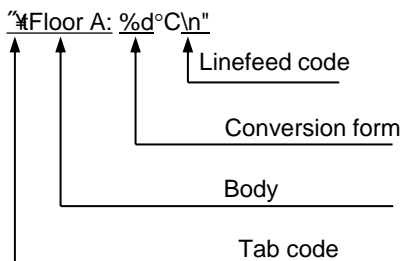 "¥tFloor A: %d°C\n"
Linefeed code
Conversion form
Body
Tab code